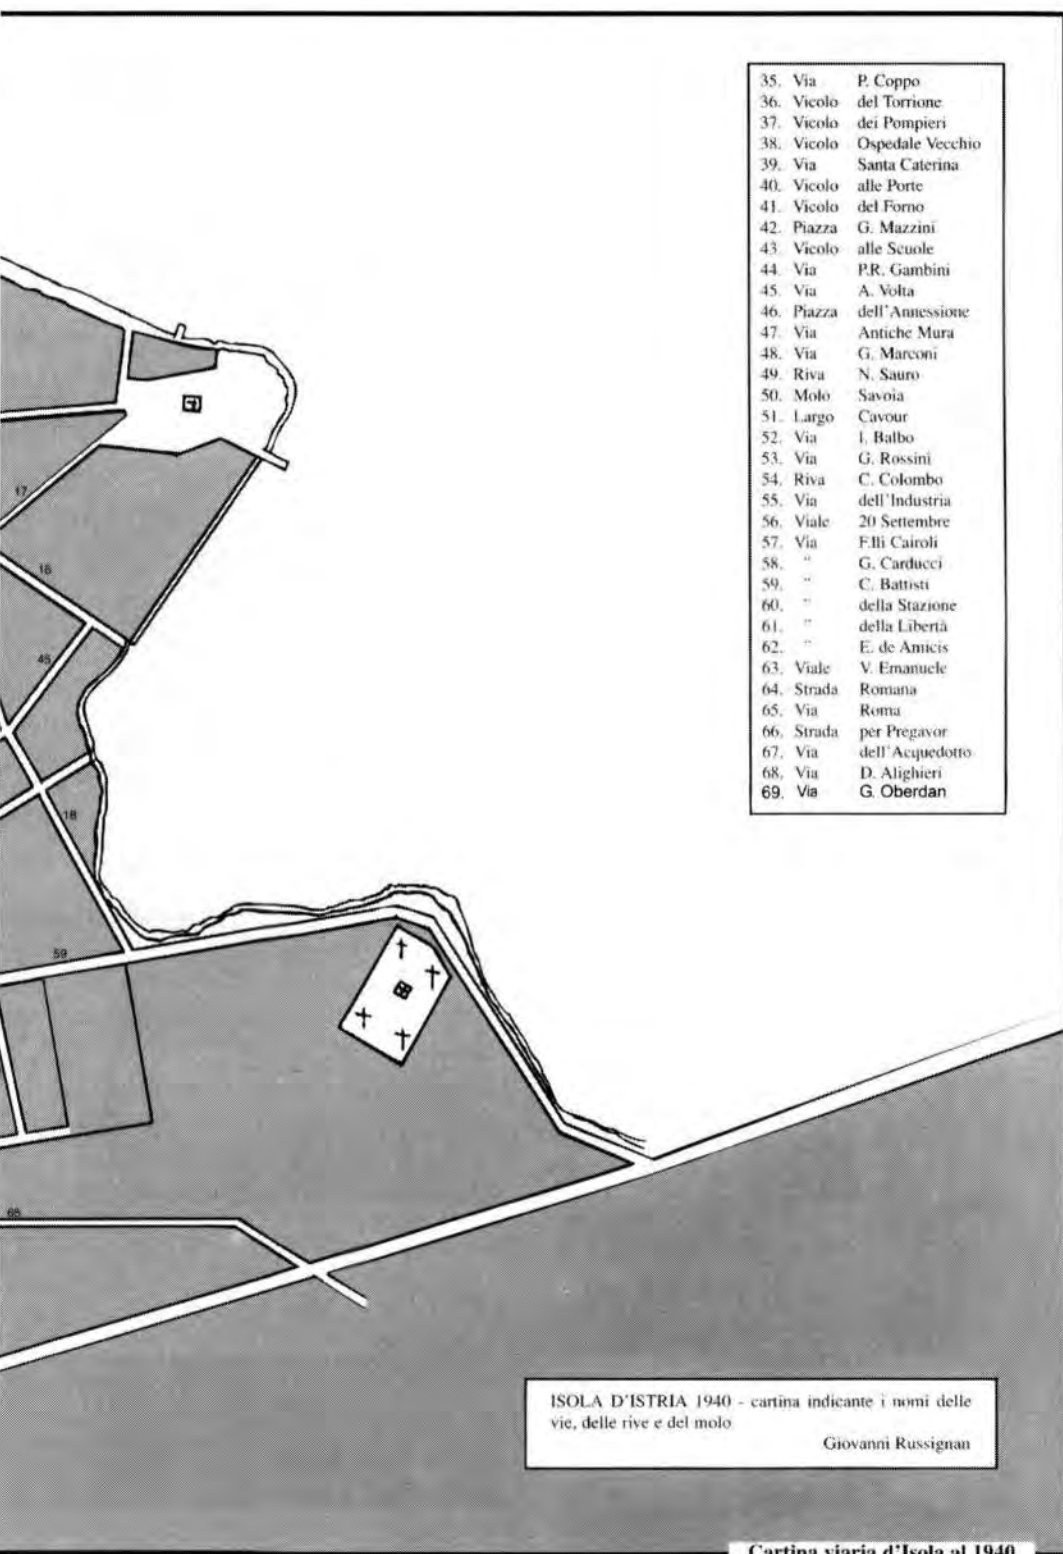 35. Via P. Coppo
36. Vicolo del Torrione
37. Vicolo dei Pompieri
38. Vicolo Ospedale Vecchio
39. Via Santa Caterina
40. Vicolo alle Porte
41. Vicolo del Forno
42. Piazza G. Mazzini
43. Vicolo alle Scuole
44. Via P.R. Gambini
45. Via A. Volta
46. Piazza dell'Annessione
47. Via Antiche Mura
48. Via G. Marconi
49. Riva N. Sauro
50. Molo Savoia
51. Largo Cavour
52. Via I. Balbo
53. Via G. Rossini
54. Riva C. Colombo
55. Via dell'Industria
56. Viale 20 Settembre
57. Via F.lli Cairoli
58. " G. Carducci
59. " C. Battisti
60. " della Stazione
61. " della Libertà
62. " E. de Amicis
63. Viale V. Emanuele
64. Strada Romana
65. Via Roma
66. Strada per Pregavor
67. Via dell'Acquedotto
68. Via D. Alighieri
69. Via G. Oberdan
17
16
45
18
59
68
ISOLA D'ISTRIA 1940 - cartina indicante i nomi delle
vie, delle rive e del molo
Giovanni Russignan
Cartina viaria d'Isola al 1940